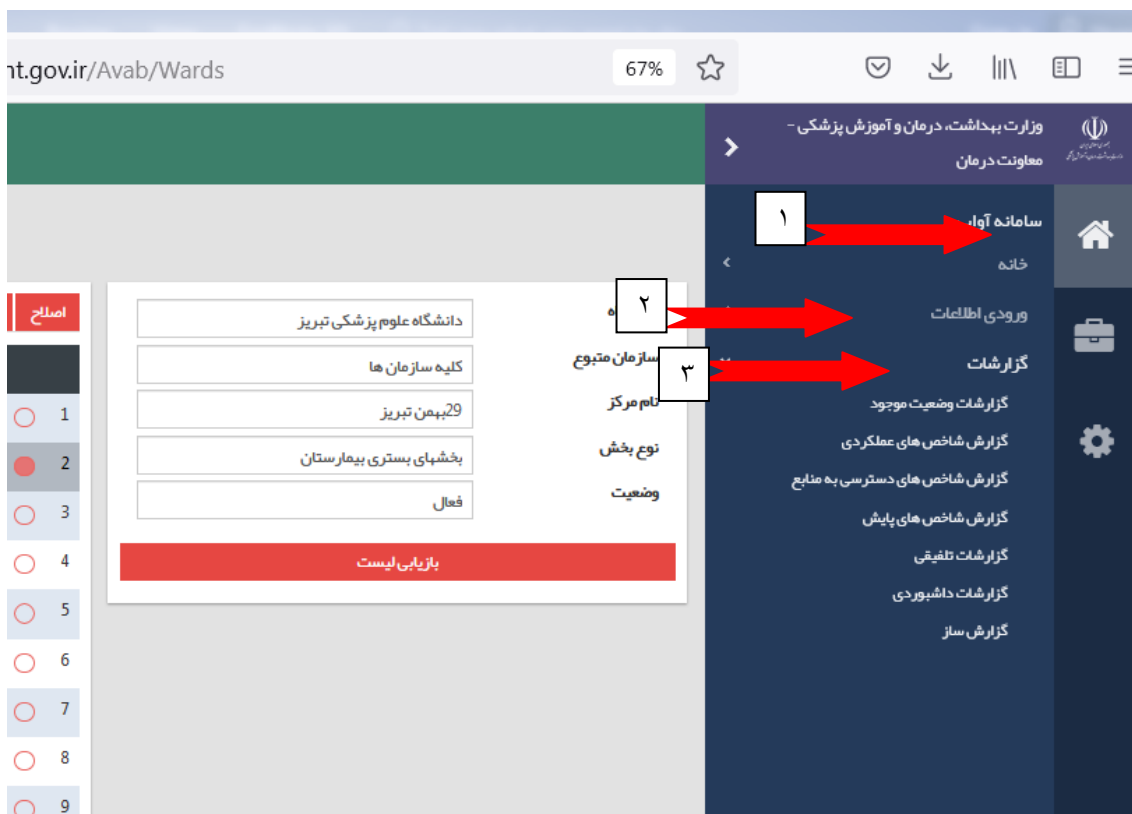 nt.gov.ir/Avab/Wards
67%
وزارت بهداشت، درمان و آموزش پزشکی -
معاونت درمان
۱
سامانه
خانه
۲
ورودی اطلاعات
۳
گزارشات
گزارشات وضعیت موجود
گزارش شاخص های عملکردی
گزارش شاخص های دسترسی به منابع
گزارش شاخص های پایش
گزارشات تلفیقی
گزارشات داشبوردی
گزارش ساز
دانشگاه علوم پزشکی تبریز
سازمان متبوع
کلیه سازمان ها
نام مرکز
29بهمن تبریز
نوع بخش
بخشهای بستری بیمارستان
وضعیت
فعال
بازیابی لیست
اصلاح
1
2
3
4
5
6
7
8
9